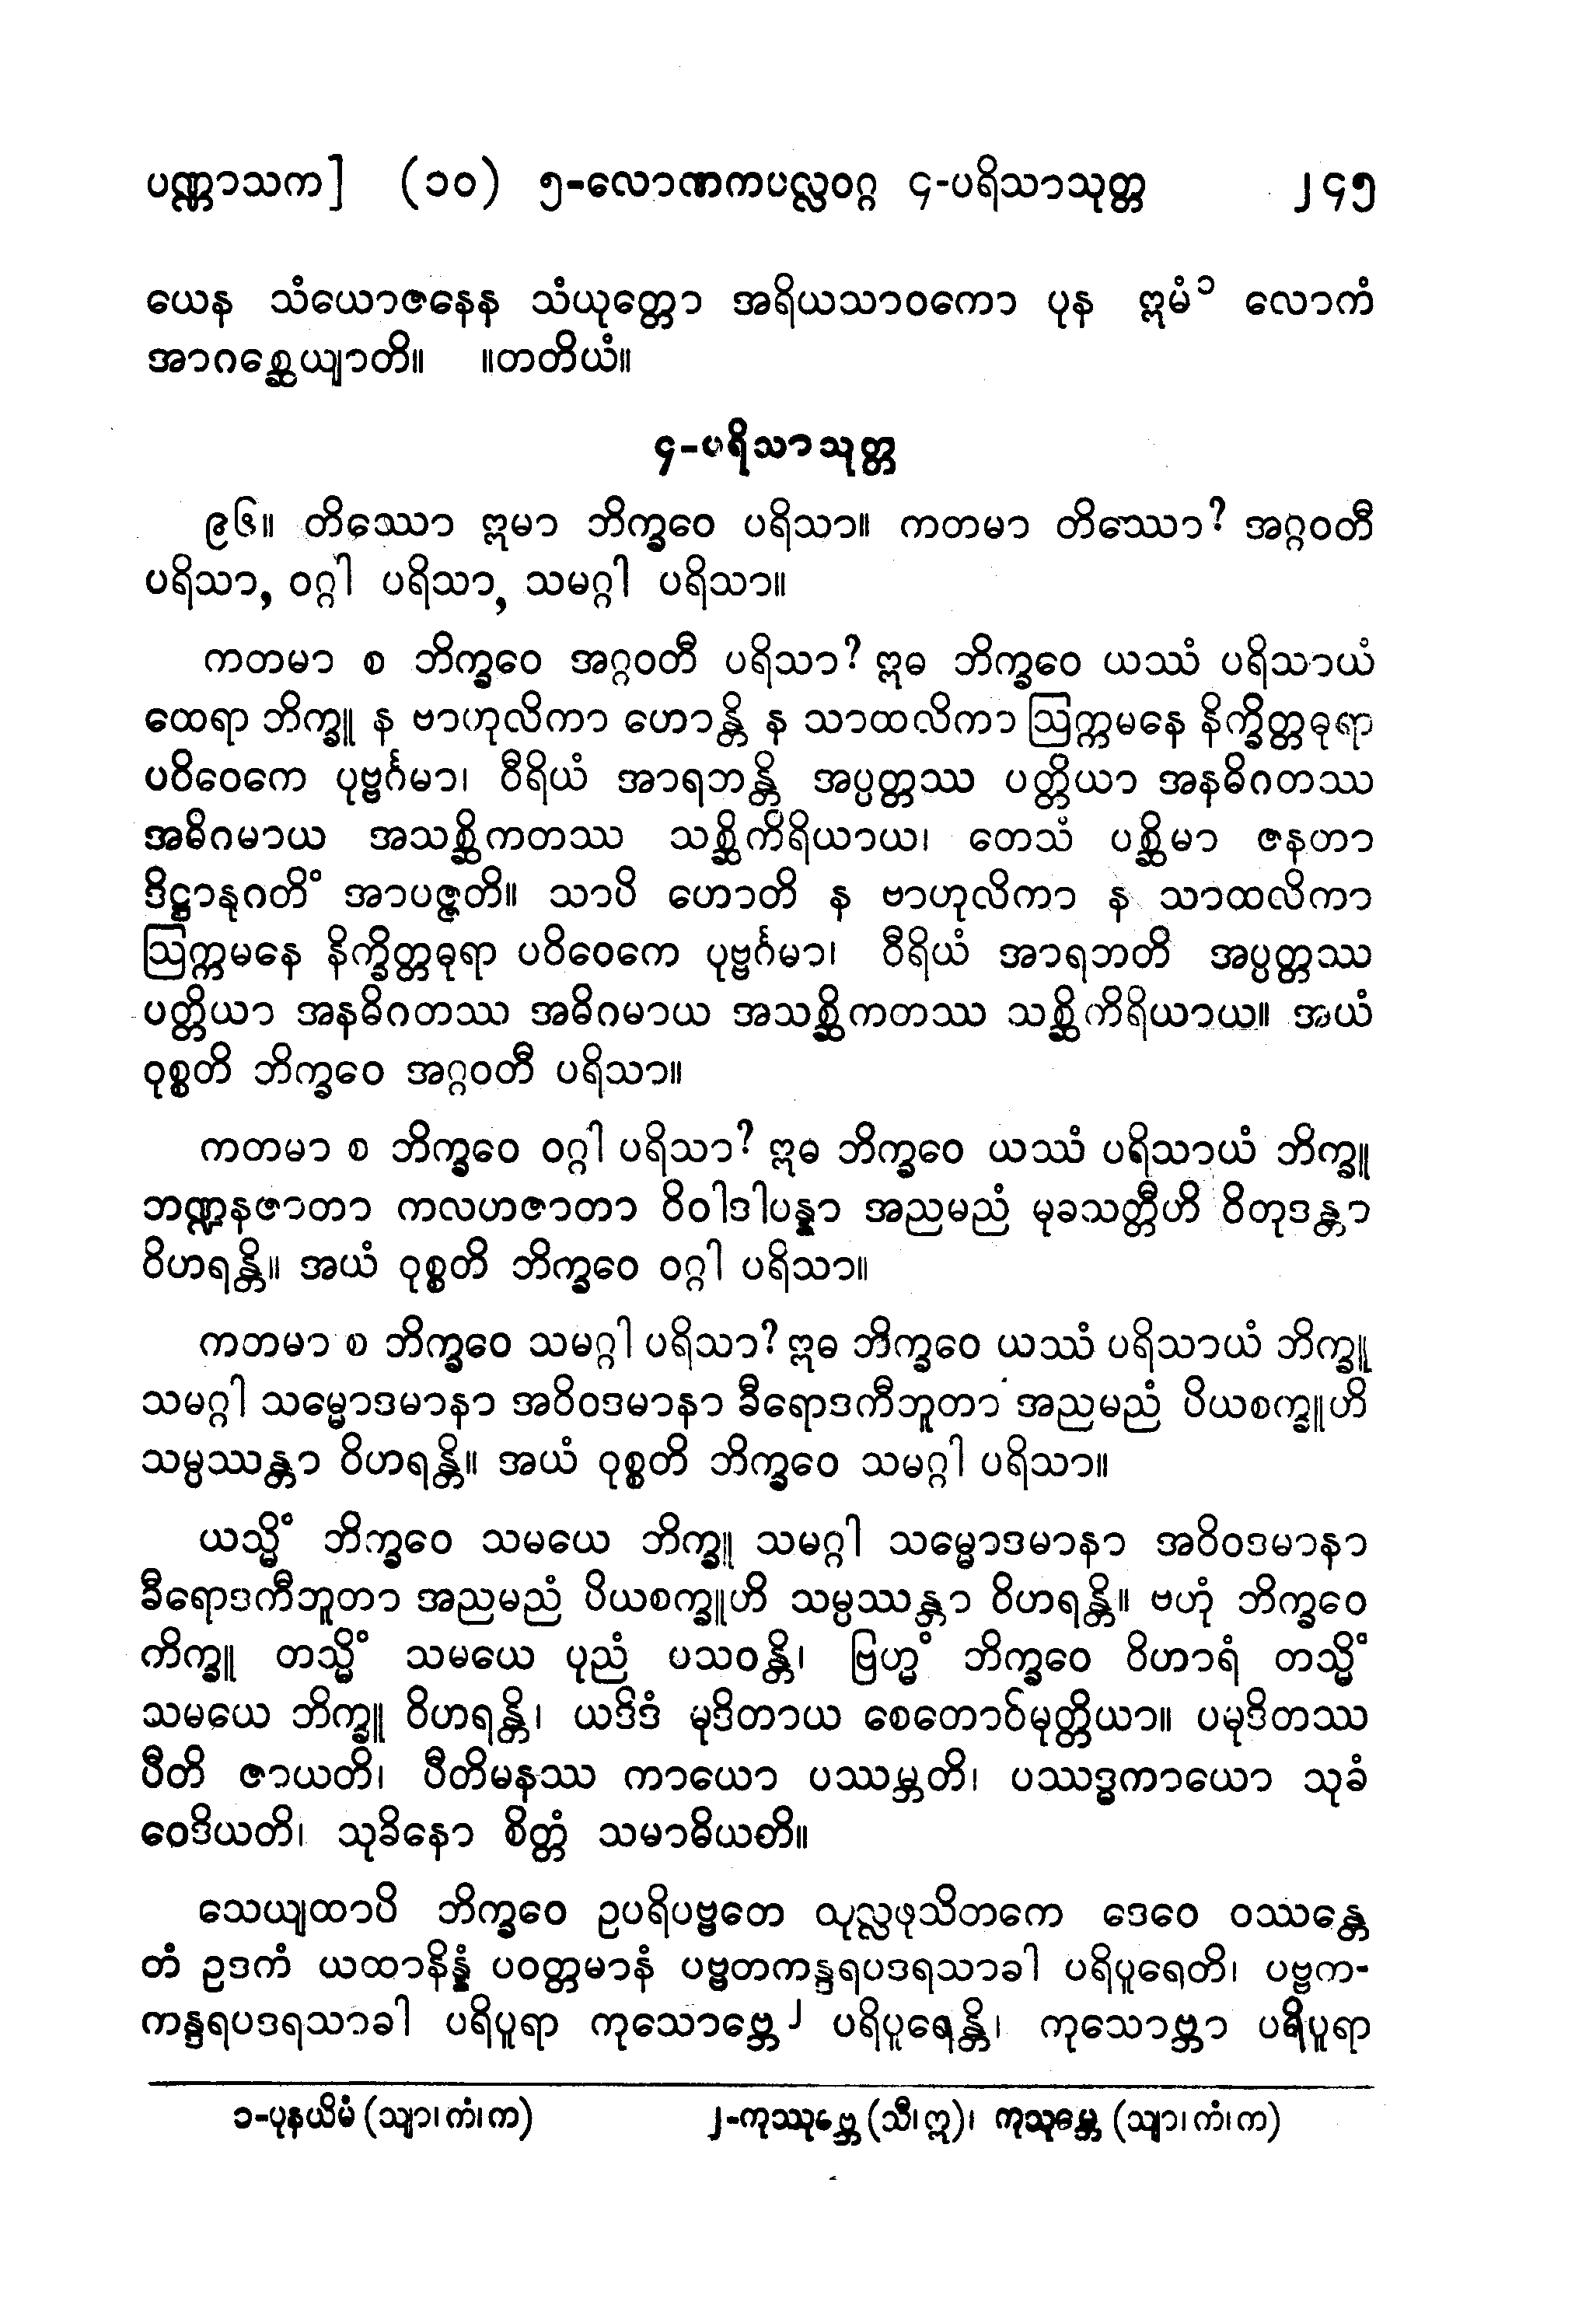 ပဏ္ဏာသက] (၁၀) ၅-လောဏကပလ္လဝဂ္ဂ ၄-ပရိသာသုတ္တ ၂၄၅
ယေန သံယောဇနေန သံယုတ္တော အရိယသာဝကော ပုန ဣမံ၁ လောကံ
အာဂစ္ဆေယျာတိ။ ။တတိယံ။
၄-ပရိသာသုတ္တ
၉၆။ တိဿော ဣမာ ဘိက္ခဝေ ပရိသာ။ ကတမာ တိဿော? အဂ္ဂဝတီ
ပရိသာ, ဝဂ္ဂါ ပရိသာ, သမဂ္ဂါ ပရိသာ။
ကတမာ စ ဘိက္ခဝေ အဂ္ဂဝတီ ပရိသာ? ဣဓ ဘိက္ခဝေ ယဿံ ပရိသာယံ
ထေရာ ဘိက္ခူ န ဗာဟုလိကာ ဟောန္တိ န သာထလိကာ ဩက္ကမနေ နိက္ခိတ္တဓုရာ
ပဝိဝေကေ ပုဗ္ဗင်္ဂမာ၊ ဝီရိယံ အာရဘန္တိ အပ္ပတ္တဿ ပတ္တိယာ အနဓိဂတဿ
အဓိဂမာယ အသစ္ဆိကတဿ သစ္ဆိကိရိယာယ၊ တေသံ ပစ္ဆိမာ ဇနတာ
ဒိဋ္ဌာနုဂတိံ အာပဇ္ဇတိ။ သာပိ ဟောတိ န ဗာဟုလိကာ န သာထလိကာ
ဩက္ကမနေ နိက္ခိတ္တဓုရာ ပဝိဝေကေ ပုဗ္ဗင်္ဂမာ၊ ဝီရိယံ အာရဘတိ အပ္ပတ္တဿ
ပတ္တိယာ အနဓိဂတဿ အဓိဂမာယ အသစ္ဆိကတဿ သစ္ဆိကိရိယာယ။ အယံ
ဝုစ္စတိ ဘိက္ခဝေ အဂ္ဂဝတီ ပရိသာ။
ကတမာ စ ဘိက္ခဝေ ဝဂ္ဂါ ပရိသာ? ဣဓ ဘိက္ခဝေ ယဿံ ပရိသာယံ ဘိက္ခူ
ဘဏ္ဍနဇာတာ ကလဟဇာတာ ဝိဝါဒါပန္နာ အညမညံ မုခသတ္တီဟိ ဝိတုဒန္တာ
ဝိဟရန္တိ။ အယံ ဝုစ္စတိ ဘိက္ခဝေ ဝဂ္ဂါ ပရိသာ။
ကတမာ စ ဘိက္ခဝေ သမဂ္ဂါ ပရိသာ? ဣဓ ဘိက္ခဝေ ယဿံ ပရိသာယံ ဘိက္ခူ
သမဂ္ဂါ သမ္မောဒမာနာ အဝိဝဒမာနာ ခီရောဒကီဘူတာ အညမညံ ပိယစက္ခူဟိ
သမ္ပဿန္တာ ဝိဟရန္တိ။ အယံ ဝုစ္စတိ ဘိက္ခဝေ သမဂ္ဂါ ပရိသာ။
ယသ္မိံ ဘိက္ခဝေ သမယေ ဘိက္ခူ သမဂ္ဂါ သမ္မောဒမာနာ အဝိဝဒမာနာ
ခီရောဒကီဘူတာ အညမညံ ပိယစက္ခူဟိ သမ္ပဿန္တာ ဝိဟရန္တိ။ ဗဟုံ ဘိက္ခဝေ
ကိက္ခူ တသ္မိံ သမယေ ပုညံ ပသဝန္တိ၊ ဗြဟ္မံ ဘိက္ခဝေ ဝိဟာရံ တသ္မိံ
သမယေ ဘိက္ခူ ဝိဟရန္တိ၊ ယဒိဒံ မုဒိတာယ စေတောဝိမုတ္တိယာ။ ပမုဒိတဿ
ပီတိ ဇာယတိ၊ ပီတိမနဿ ကာယော ပဿမ္ဘတိ၊ ပဿဒ္ဓကာယော သုခံ
ဝေဒိယတိ၊ သုခိနော စိတ္တံ သမာဓိယတိ။
သေယျထာပိ ဘိက္ခဝေ ဥပရိပဗ္ဗတေ ထုလ္လဖုသိတကေ ဒေဝေ ဝဿန္တေ
တံ ဥဒကံ ယထာနိန္နံ ပဝတ္တမာနံ ပဗ္ဗတကန္ဒရပဒရသာခါ ပရိပူရေတိ၊ ပဗ္ဗက-
ကန္ဒရပဒရသာခါ ပရိပူရာ ကုသောဗ္ဘေ၂ ပရိပူရေန္တိ၊ ကုသောဗ္ဘာ ပရိပူရာ
၁-ပုနယိမံ (သျာ၊ကံ၊က) ၂-ကုဿုဗ္ဘေ (သီ၊ဣ)၊ ကုသုမ္ဘေ (သျာ၊ကံ၊က)